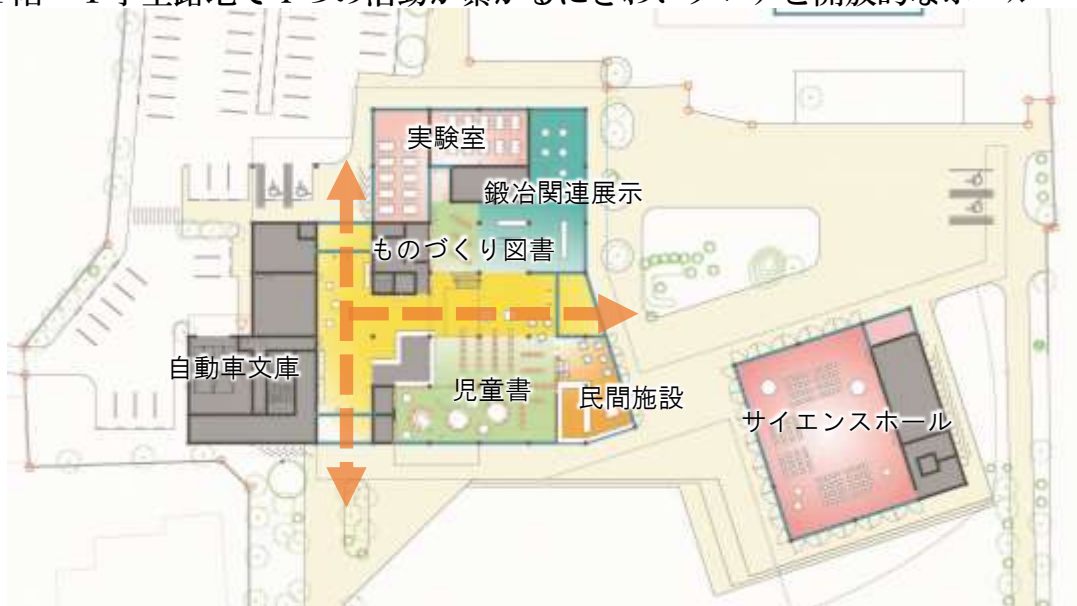 実験室
鍛冶関連展示
ものづくり図書
自動車文庫
児童書
民間施設
サイエンスホール